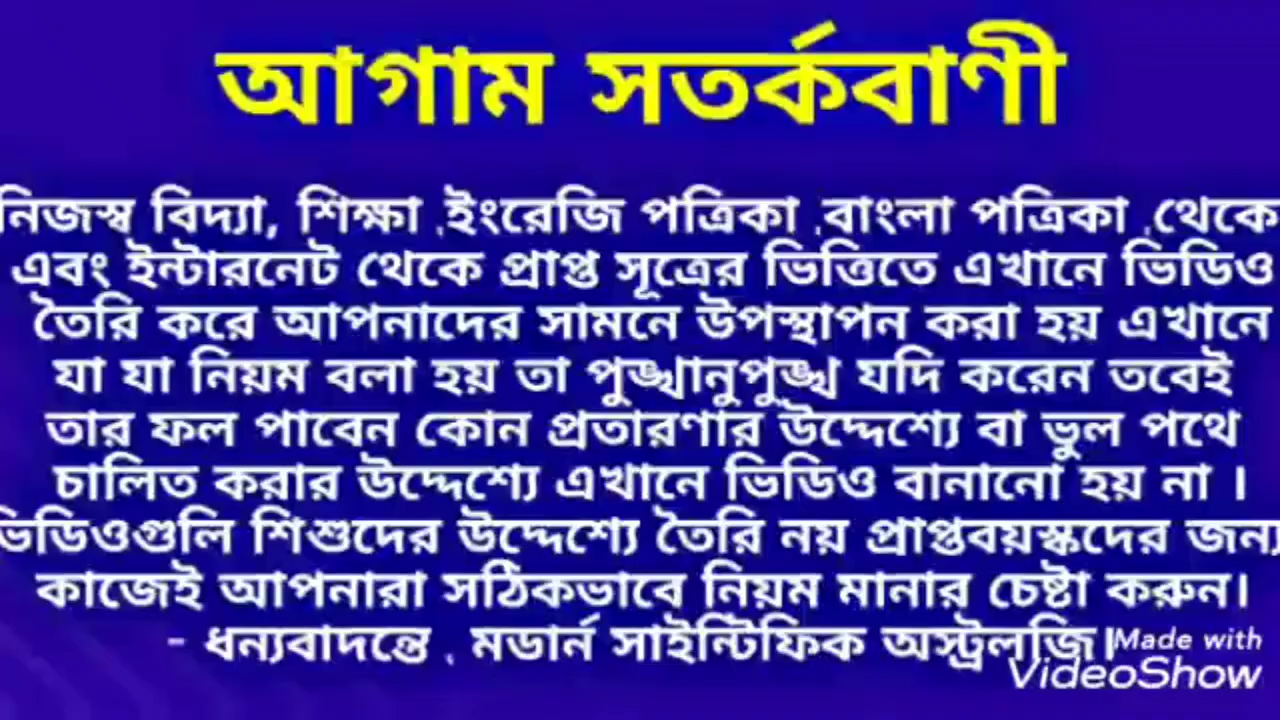 আগাম সতর্কবাণী
নিজস্ব বিদ্যা, শিক্ষা ,ইংরেজি পত্রিকা ,বাংলা পত্রিকা ,থেকে
এবং ইন্টারনেট থেকে প্রাপ্ত সূত্রের ভিত্তিতে এখানে ভিডিও
তৈরি করে আপনাদের সামনে উপস্থাপন করা হয় এখানে
যা যা নিয়ম বলা হয় তা পুঙ্খানুপুঙ্খ যদি করেন তবেই
তার ফল পাবেন কোন প্রতারণার উদ্দেশ্যে বা ভুল পথে
চালিত করার উদ্দেশ্যে এখানে ভিডিও বানানো হয় না ।
ভিডিওগুলি শিশুদের উদ্দেশ্যে তৈরি নয় প্রাপ্তবয়স্কদের জন্য
কাজেই আপনারা সঠিকভাবে নিয়ম মানার চেষ্টা করুন।
- ধন্যবাদন্তে , মডার্ন সাইন্টিফিক অস্ট্রলজি।
Made with
VideoShow